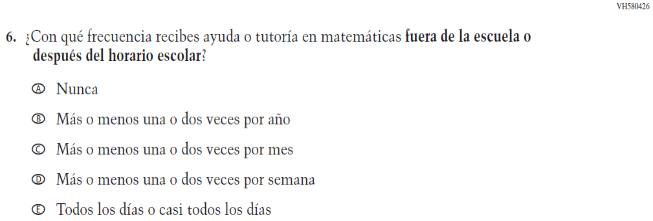 VH580426
6. ¿Con qué frecuencia recibes ayuda o tutoría en matemáticas fuera de la escuela o
después del horario escolar?
Ⓐ Nunca
Ⓑ Más o menos una o dos veces por año
Ⓒ Más o menos una o dos veces por mes
Ⓓ Más o menos una o dos veces por semana
Ⓔ Todos los días o casi todos los días